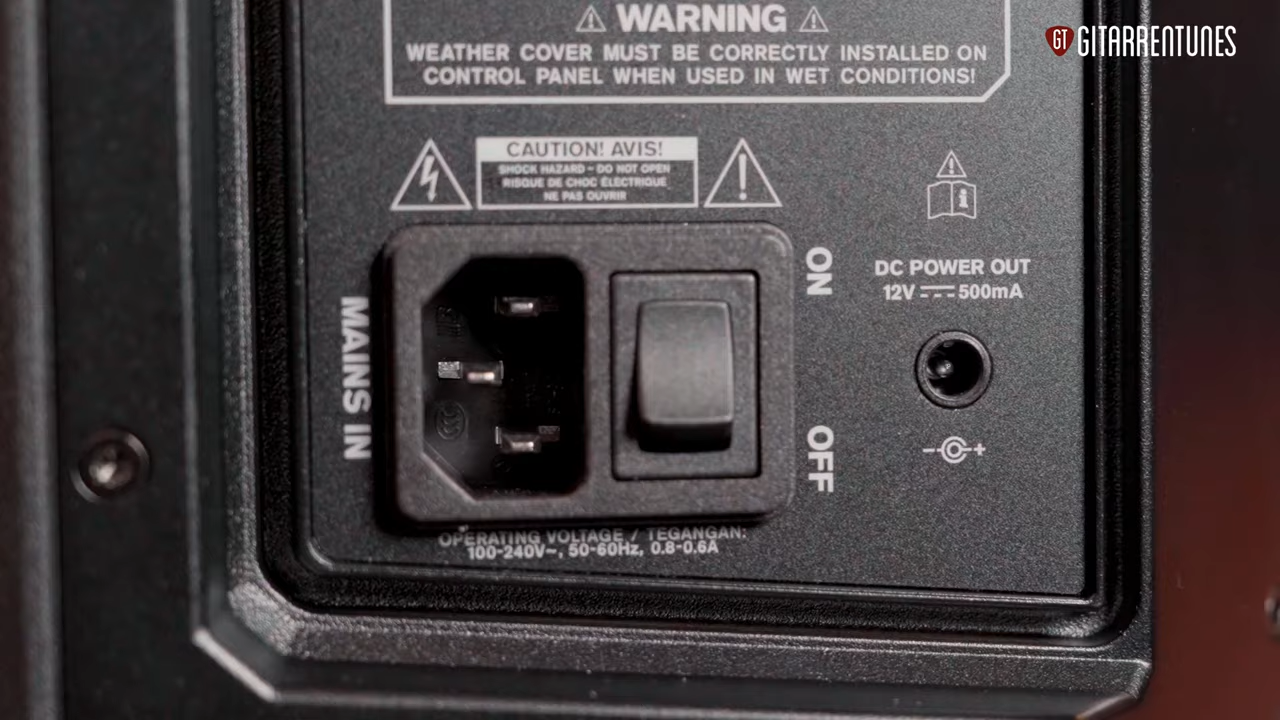 WARNING
WEATHER COVER MUST BE CORRECTLY INSTALLED ON
CONTROL PANEL WHEN USED IN WET CONDITIONS!
GT GITARRENTUNES
CAUTION! AVIS!
SHOCK HAZARD - DO NOT OPEN
RISQUE DE CHOC ÉLECTRIQUE
NE PAS OUVRIR
MAINS IN
ON
OFF
DC POWER OUT
12V ⎓ 500mA
- +
OPERATING VOLTAGE / TEGANGAN:
100-240V~, 50-60Hz, 0.8-0.6A